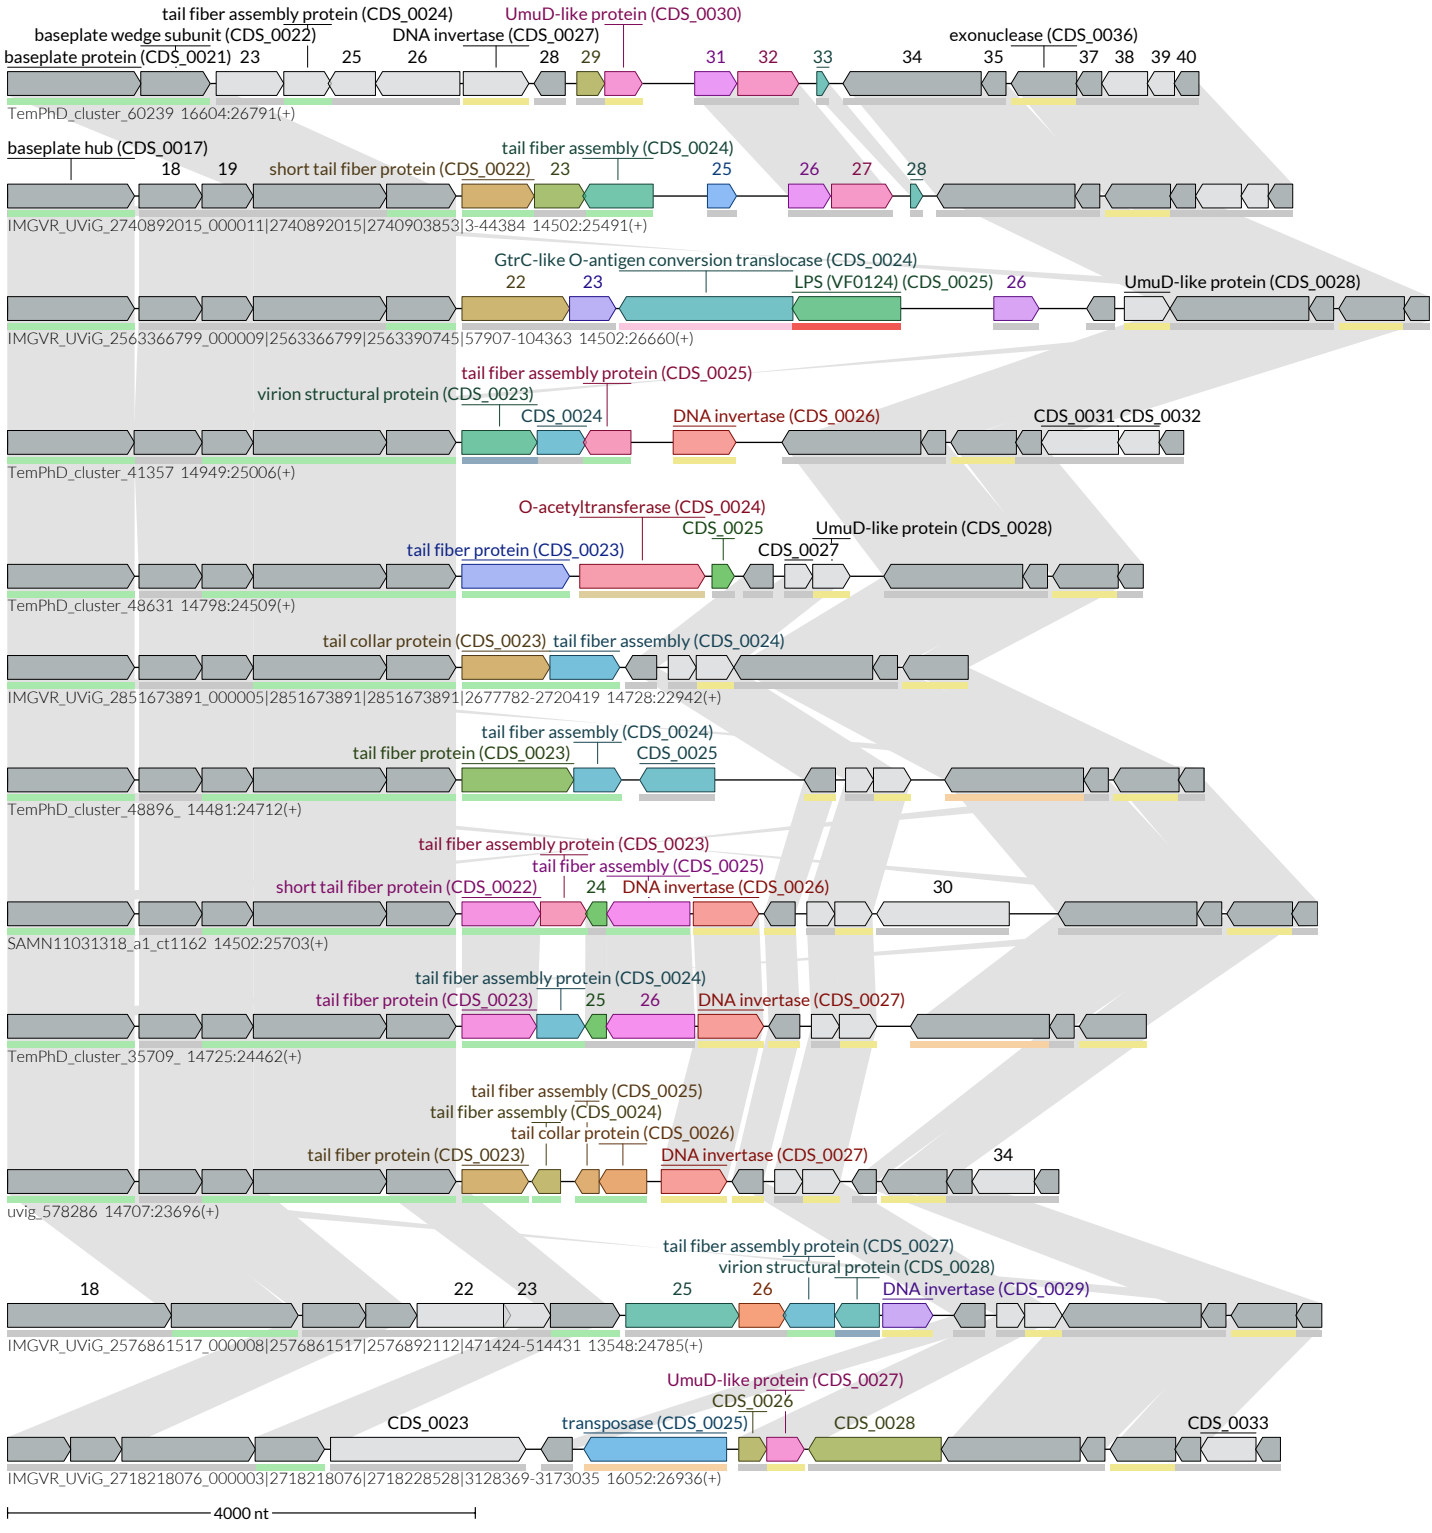 tail fiber assembly protein (CDS_0024) UmuD-like protein (CDS_0030)
baseplate wedge subunit (CDS_0022) DNA invertase (CDS_0027) exonuclease (CDS_0036)
baseplate protein (CDS_0021) 23 25 26 28 29 31 32 33 34 35 37 38 39 40
TemPhD_cluster_60239 16604:26791(+)
baseplate hub (CDS_0017) tail fiber assembly (CDS_0024)
18 19 short tail fiber protein (CDS_0022) 23 25 26 27 28
IMGVR_UViG_2740892015_000011|2740892015|2740903853|3-44384 14502:25491(+)
GtrC-like O-antigen conversion translocase (CDS_0024)
22 23 LPS (VF0124) (CDS_0025) 26 UmuD-like protein (CDS_0028)
IMGVR_UViG_2563366799_000009|2563366799|2563390745|57907-104363 14502:26660(+)
tail fiber assembly protein (CDS_0025)
virion structural protein (CDS_0023)
CDS_0024 DNA invertase (CDS_0026) CDS_0031 CDS_0032
TemPhD_cluster_41357 14949:25006(+)
O-acetyltransferase (CDS_0024)
CDS_0025 UmuD-like protein (CDS_0028)
tail fiber protein (CDS_0023) CDS_0027
TemPhD_cluster_48631 14798:24509(+)
tail collar protein (CDS_0023) tail fiber assembly (CDS_0024)
IMGVR_UViG_2851673891_000005|2851673891|2851673891|2677782-2720419 14728:22942(+)
tail fiber assembly (CDS_0024)
tail fiber protein (CDS_0023) CDS_0025
TemPhD_cluster_48896_ 14481:24712(+)
tail fiber assembly protein (CDS_0023)
tail fiber assembly (CDS_0025)
short tail fiber protein (CDS_0022) 24 DNA invertase (CDS_0026) 30
SAMN11031318_a1_ct1162 14502:25703(+)
tail fiber assembly protein (CDS_0024)
tail fiber protein (CDS_0023) 25 26 DNA invertase (CDS_0027)
TemPhD_cluster_35709_ 14725:24462(+)
tail fiber assembly (CDS_0025)
tail fiber assembly (CDS_0024)
tail collar protein (CDS_0026)
tail fiber protein (CDS_0023) DNA invertase (CDS_0027) 34
uvig_578286 14707:23696(+)
tail fiber assembly protein (CDS_0027)
virion structural protein (CDS_0028)
18 22 23 25 26 DNA invertase (CDS_0029)
IMGVR_UViG_2576861517_000008|2576861517|2576892112|471424-514431 13548:24785(+)
UmuD-like protein (CDS_0027)
CDS_0026
CDS_0023 transposase (CDS_0025) CDS_0028 CDS_0033
IMGVR_UViG_2718218076_000003|2718218076|2718228528|3128369-3173035 16052:26936(+)
4000 nt